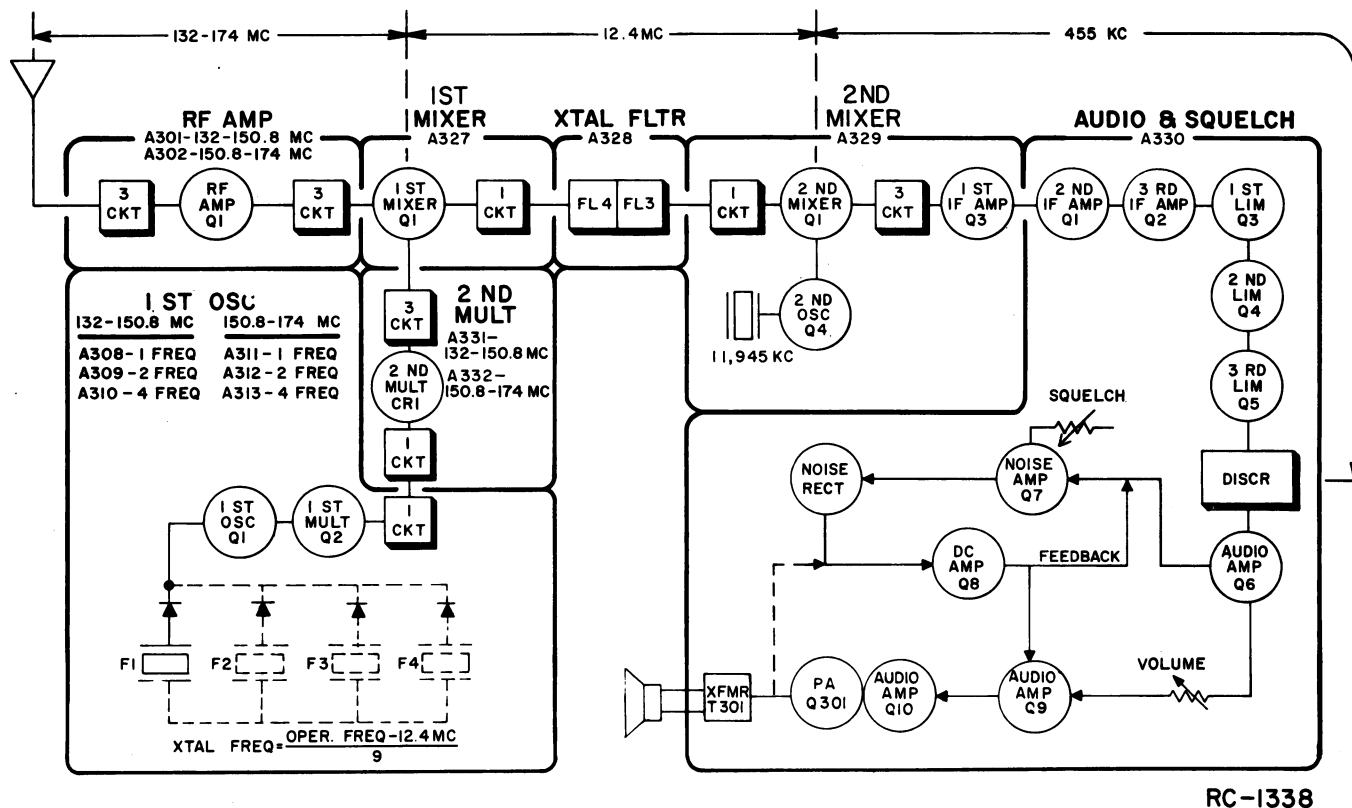 132-174 MC
12.4 MC
455 KC
RF AMP
A301-132-150.8 MC
A302-150.8-174 MC
1ST
MIXER
A327
XTAL FLTR
A328
2ND
MIXER
A329
AUDIO & SQUELCH
A330
3
CKT
RF
AMP
Q1
3
CKT
1 ST
MIXER
Q1
1
CKT
FL4
FL3
1
CKT
2 ND
MIXER
Q1
3
CKT
1 ST
IF AMP
Q3
2 ND
IF AMP
Q1
3 RD
IF AMP
Q2
1 ST
LIM
Q3
1 ST OSC
132-150.8 MC
150.8-174 MC
A308-1 FREQ
A311-1 FREQ
A309-2 FREQ
A312-2 FREQ
A310-4 FREQ
A313-4 FREQ
3
CKT
2 ND
MULT
A331-
132-150.8 MC
A332-
150.8-174 MC
2 ND
MULT
CR1
1
CKT
11,945 KC
2 ND
OSC
Q4
2 ND
LIM
Q4
3 RD
LIM
Q5
SQUELCH
NOISE
RECT
NOISE
AMP
Q7
DISCR
1 ST
OSC
Q1
1 ST
MULT
Q2
1
CKT
DC
AMP
Q8
FEEDBACK
AUDIO
AMP
Q6
F1
F2
F3
F4
XFMR
T301
PA
Q301
AUDIO
AMP
Q10
AUDIO
AMP
Q9
VOLUME
XTAL FREQ=OPER. FREQ-12.4 MC
9
RC-1338